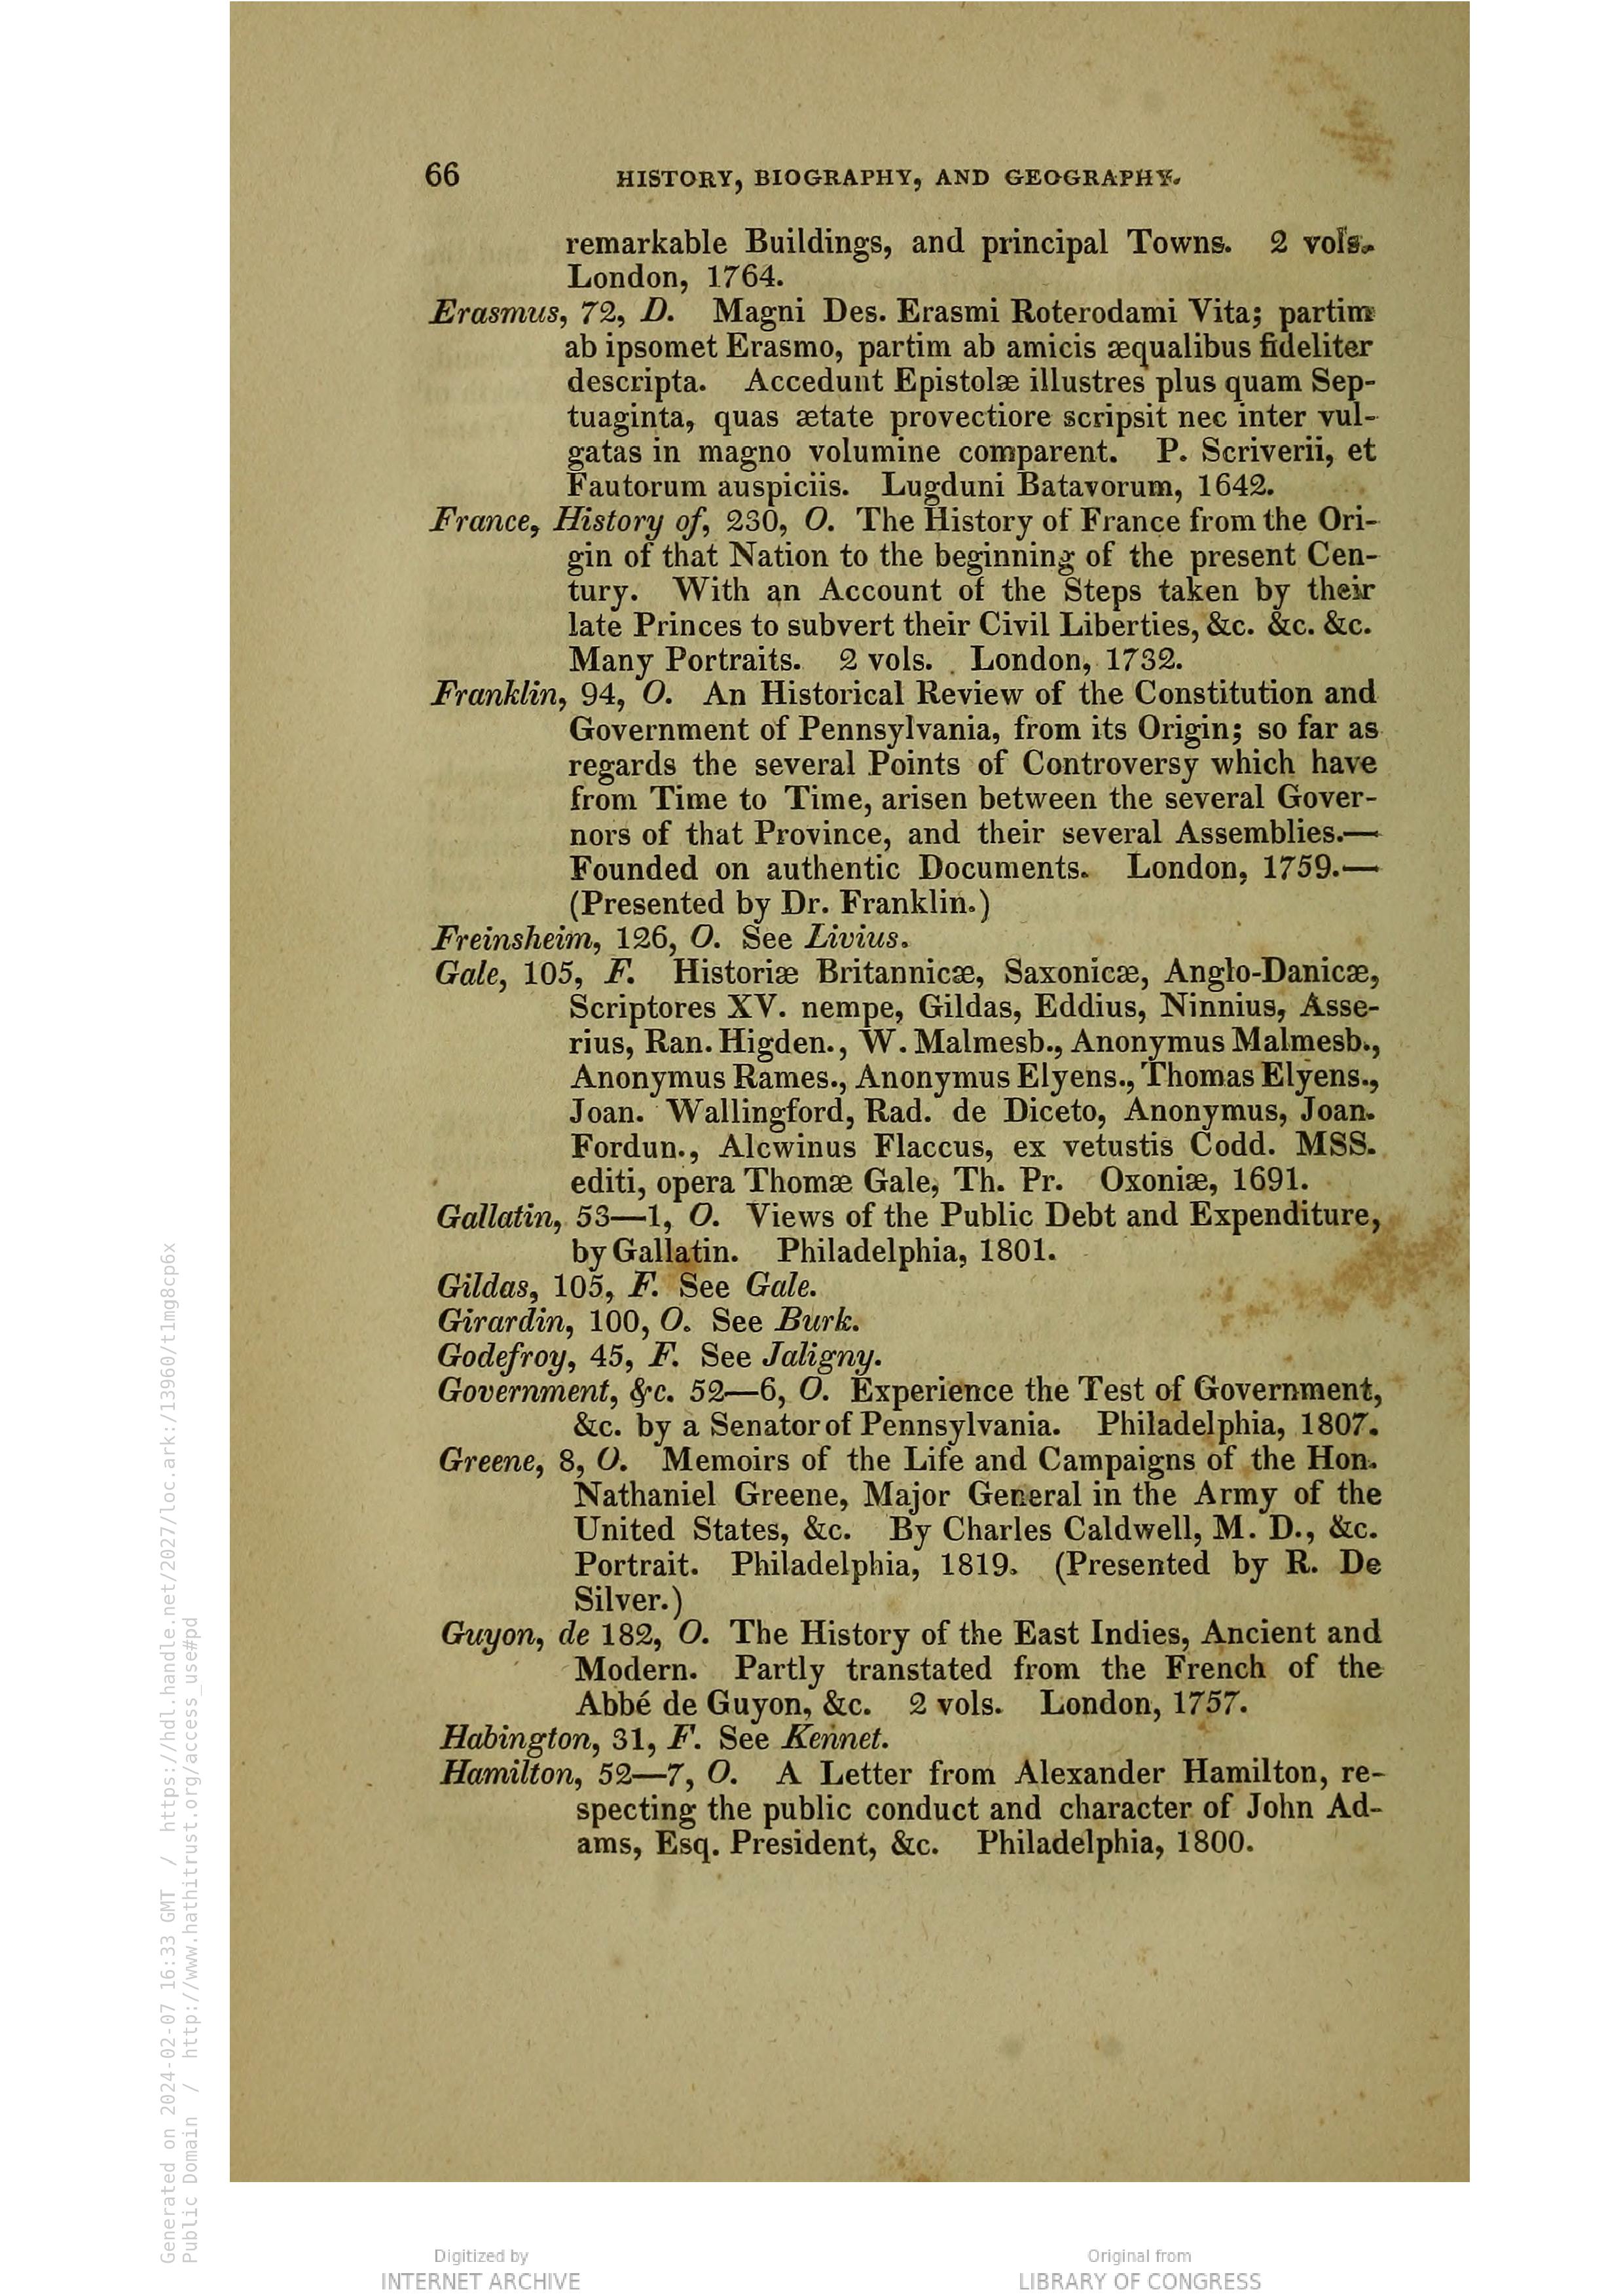 66 HISTORY, BIOGRAPHY, AND GEOGRAPHY.
remarkable Buildings, and principal Towns. 2 vols.
London, 1764.
Erasmus, 72, D. Magni Des. Erasmi Roterodami Vita; partim
ab ipsomet Erasmo, partim ab amicis æqualibus fideliter
descripta. Accedunt Epistolæ illustres plus quam Sep-
tuaginta, quas ætate provectiore scripsit nec inter vul-
gatas in magno volumine comparent. P. Scriverii, et
Fautorum auspiciis. Lugduni Batavorum, 1642.
France, History of, 230, O. The History of France from the Ori-
gin of that Nation to the beginning of the present Cen-
tury. With an Account of the Steps taken by their
late Princes to subvert their Civil Liberties, &c. &c. &c.
Many Portraits. 2 vols. London, 1732.
Franklin, 94, O. An Historical Review of the Constitution and
Government of Pennsylvania, from its Origin; so far as
regards the several Points of Controversy which have
from Time to Time, arisen between the several Gover-
nors of that Province, and their several Assemblies.—
Founded on authentic Documents. London, 1759.—
(Presented by Dr. Franklin.)
Freinsheim, 126, O. See Livius.
Gale, 105, F. Historiæ Britannicæ, Saxonicæ, Anglo-Danicæ,
Scriptores XV. nempe, Gildas, Eddius, Ninnius, Asse-
rius, Ran. Higden., W. Malmesb., Anonymus Malmesb.,
Anonymus Rames., Anonymus Elyens., Thomas Elyens.,
Joan. Wallingford, Rad. de Diceto, Anonymus, Joan.
Fordun., Alcwinus Flaccus, ex vetustis Codd. MSS.
editi, opera Thomæ Gale, Th. Pr. Oxoniæ, 1691.
Gallatin, 53—1, O. Views of the Public Debt and Expenditure,
by Gallatin. Philadelphia, 1801.
Gildas, 105, F. See Gale.
Girardin, 100, O. See Burk.
Godefroy, 45, F. See Jaligny.
Government, &c. 52—6, O. Experience the Test of Government,
&c. by a Senator of Pennsylvania. Philadelphia, 1807.
Greene, 8, O. Memoirs of the Life and Campaigns of the Hon.
Nathaniel Greene, Major General in the Army of the
United States, &c. By Charles Caldwell, M. D., &c.
Portrait. Philadelphia, 1819. (Presented by R. De
Silver.)
Guyon, de 182, O. The History of the East Indies, Ancient and
Modern. Partly transtated from the French of the
Abbé de Guyon, &c. 2 vols. London, 1757.
Habington, 31, F. See Kennet.
Hamilton, 52—7, O. A Letter from Alexander Hamilton, re-
specting the public conduct and character of John Ad-
ams, Esq. President, &c. Philadelphia, 1800.
Generated on 2024-02-07 16:33 GMT / https://hdl.handle.net/2027/loc.ark:/13960/t1mg8cp6x
Public Domain / http://www.hathitrust.org/access_use#pd
Digitized by
INTERNET ARCHIVE
Original from
LIBRARY OF CONGRESS